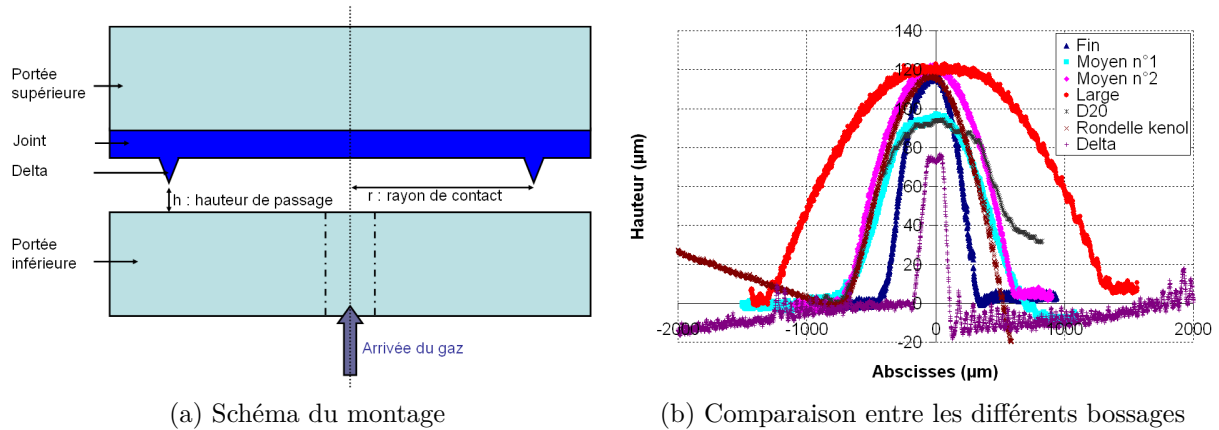 Portée
supérieure
Joint
Delta
h : hauteur de passage
r : rayon de contact
Portée
inférieure
Arrivée du gaz
(a) Schéma du montage
Hauteur (µm)
140
120
100
80
60
40
20
0
-20
-2000
-1000
0
1000
2000
Abscisses (µm)
Fin
Moyen n°1
Moyen n°2
Large
D20
Rondelle kenol
Delta
(b) Comparaison entre les différents bossages